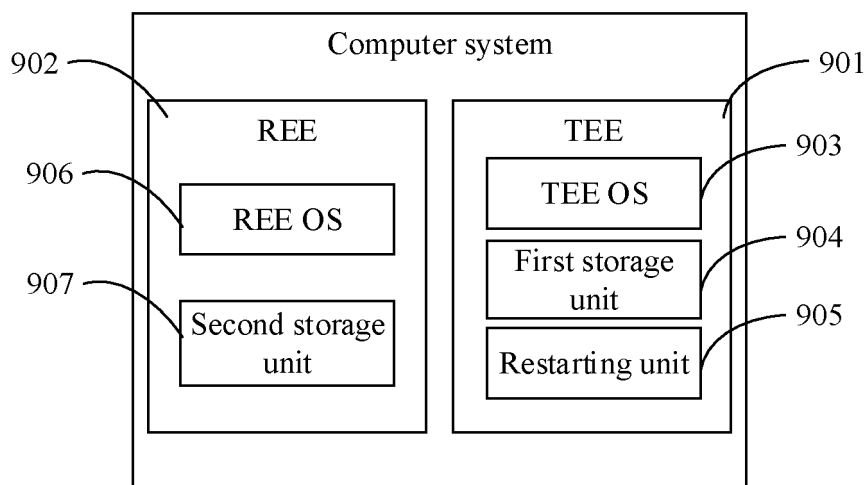 Computer system
902
901
REE
TEE
906
903
REE OS
TEE OS
904
First storage
unit
907
Second storage
unit
905
Restarting unit